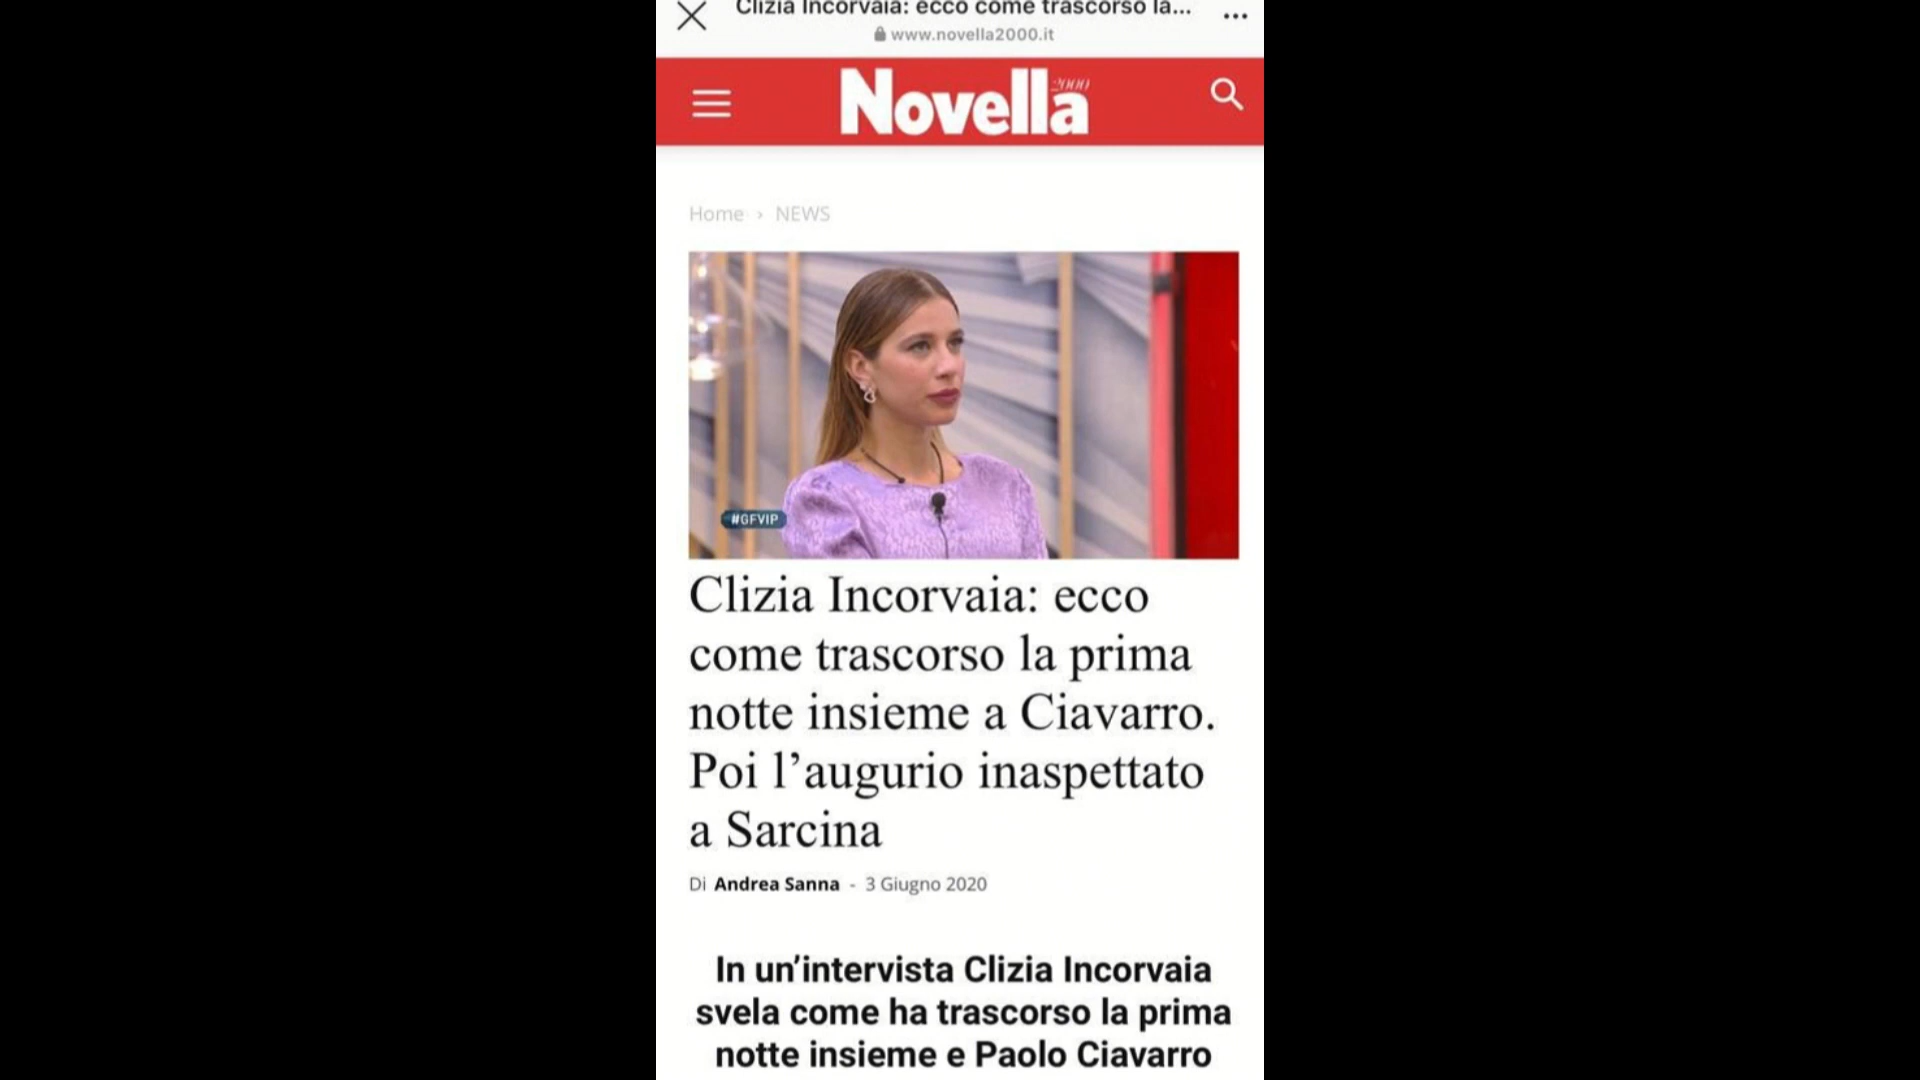 Clizia Incorvaia: ecco come trascorso la...
www.novella2000.it
Novella 2000
Home › NEWS
#GFVIP
Clizia Incorvaia: ecco
come trascorso la prima
notte insieme a Ciavarro.
Poi l’augurio inaspettato
a Sarcina
Di Andrea Sanna - 3 Giugno 2020
In un’intervista Clizia Incorvaia
svela come ha trascorso la prima
notte insieme e Paolo Ciavarro